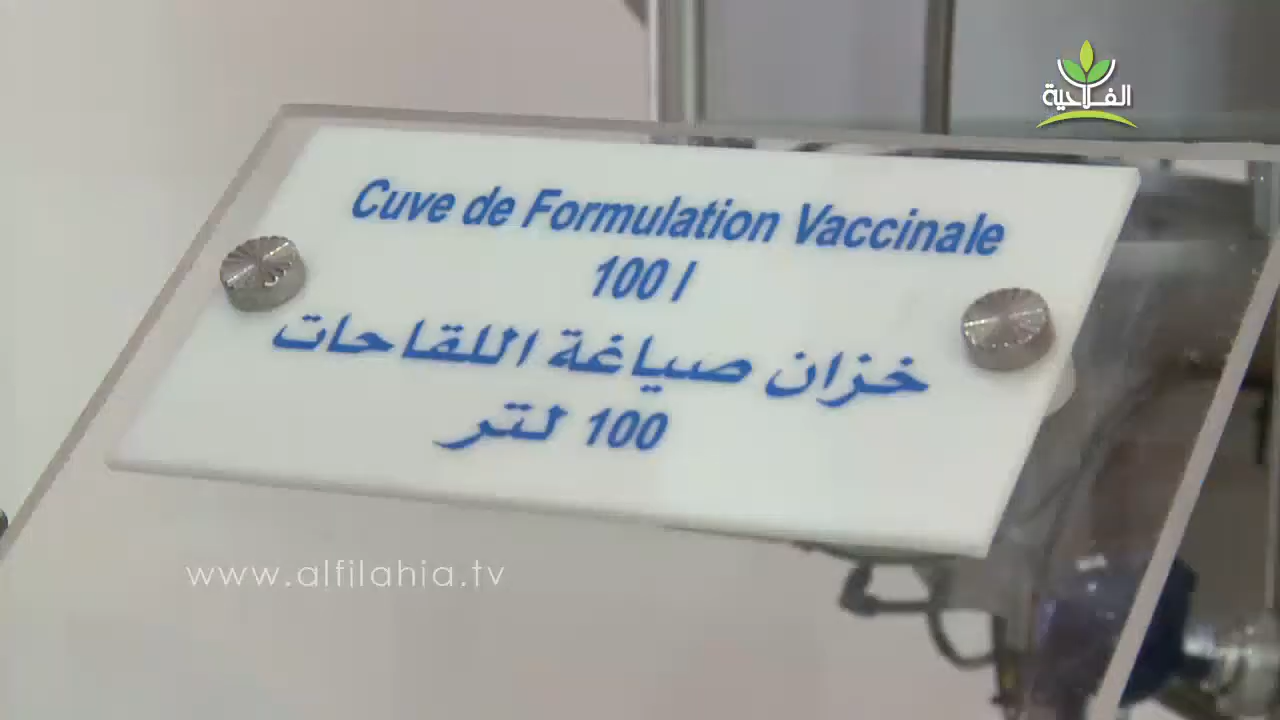 الفلاحية
Cuve de Formulation Vaccinale
100 l
خزان صياغة اللقاحات
100 لتر
www.alfilahia.tv